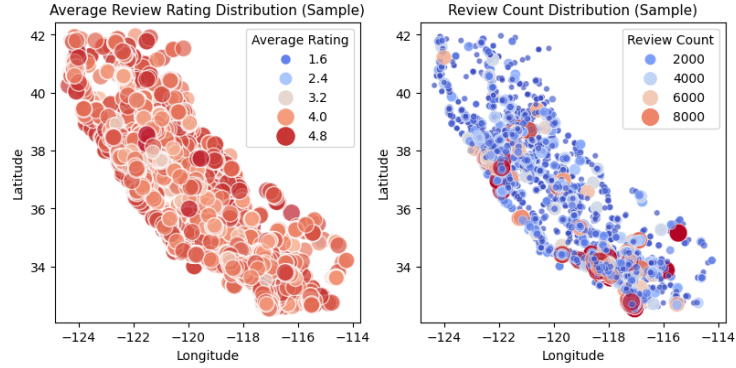 Average Review Rating Distribution (Sample)
Average Rating
1.6
2.4
3.2
4.0
4.8
42
40
38
36
34
Latitude
−124 −122 −120 −118 −116 −114
Longitude
Review Count Distribution (Sample)
Review Count
2000
4000
6000
8000
42
40
38
36
34
Latitude
−124 −122 −120 −118 −116 −114
Longitude